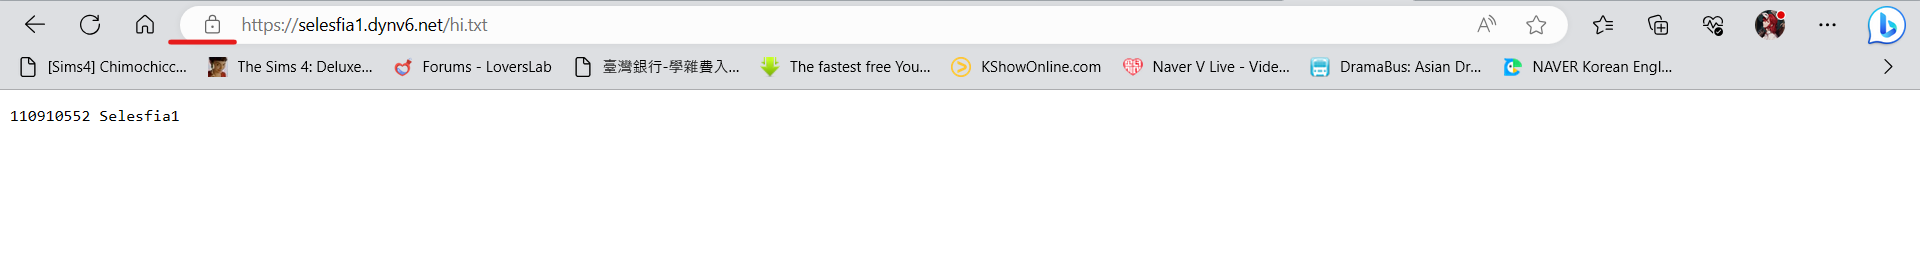 https://selesfia1.dynv6.net/hi.txt
[Sims4] Chimochicc... The Sims 4: Deluxe... Forums - LoversLab 臺灣銀行-學雜費入... The fastest free You... KShowOnline.com Naver V Live - Vide... DramaBus: Asian Dr... NAVER Korean Engl...
110910552 Selesfia1